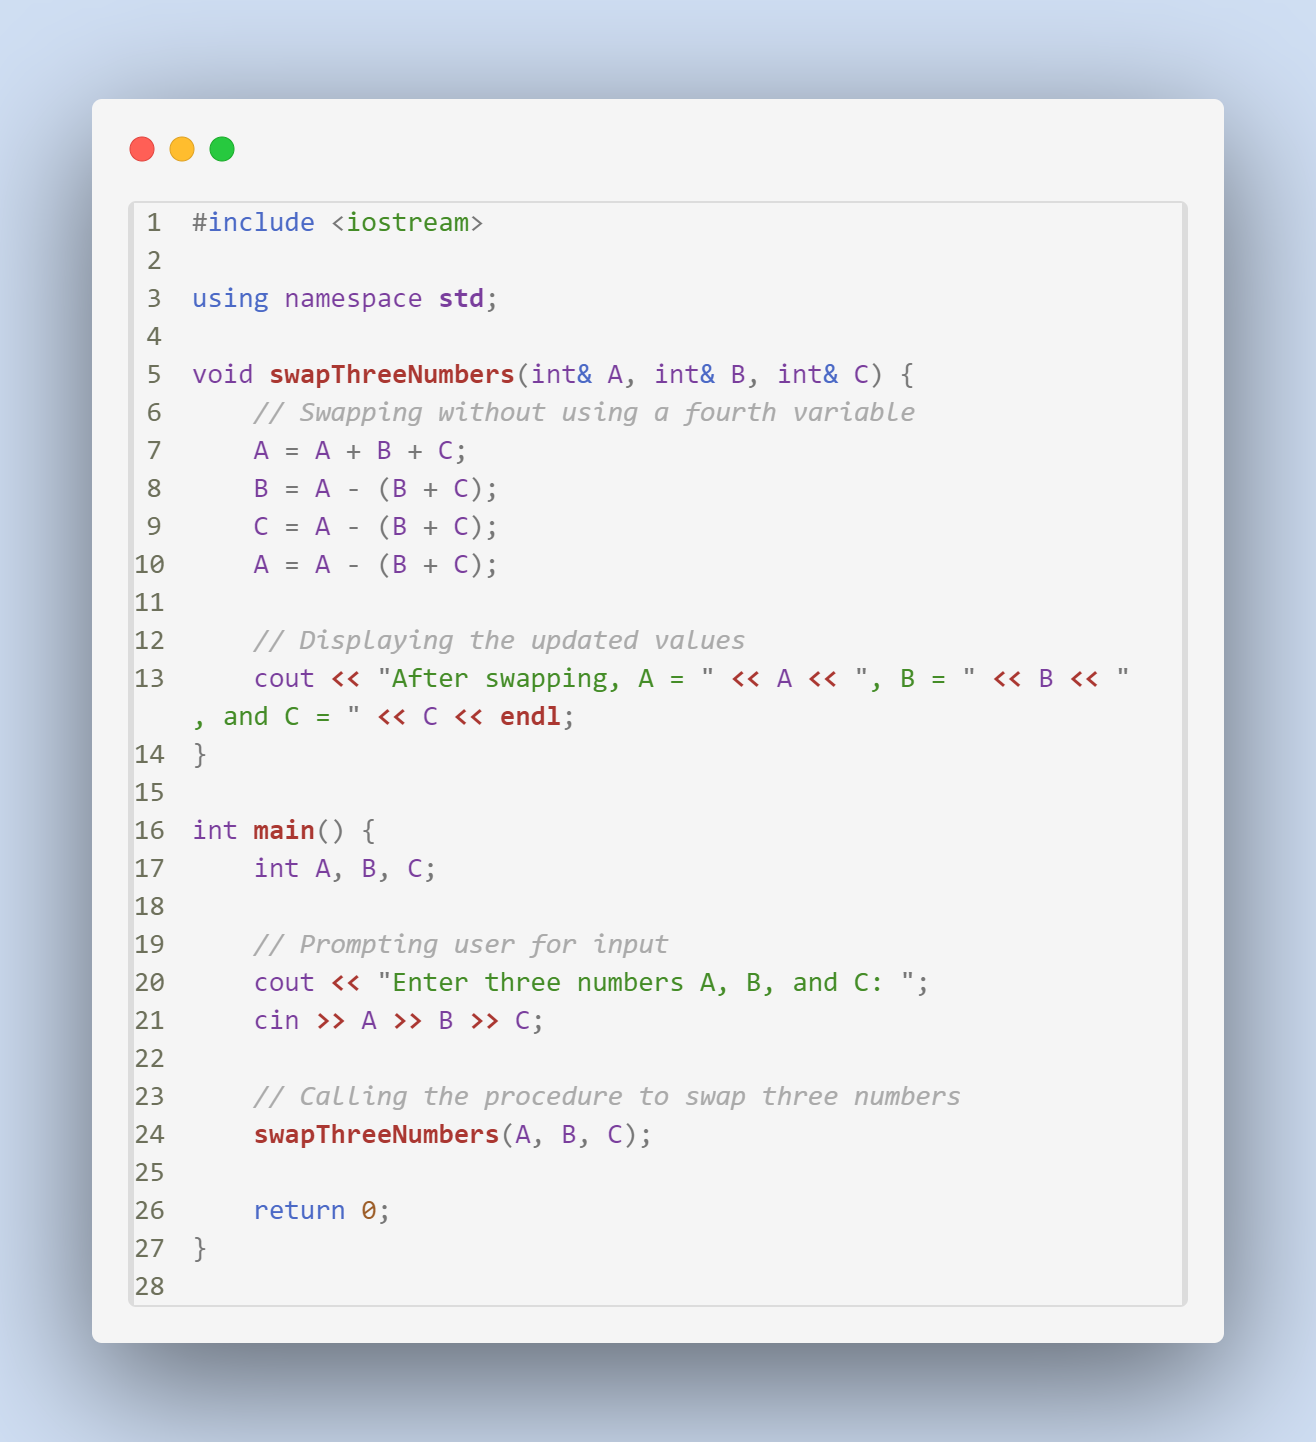 1 #include <iostream>
2
3 using namespace std;
4
5 void swapThreeNumbers(int& A, int& B, int& C) {
6     // Swapping without using a fourth variable
7     A = A + B + C;
8     B = A - (B + C);
9     C = A - (B + C);
10     A = A - (B + C);
11
12     // Displaying the updated values
13     cout << "After swapping, A = " << A << ", B = " << B << "
, and C = " << C << endl;
14 }
15
16 int main() {
17     int A, B, C;
18
19     // Prompting user for input
20     cout << "Enter three numbers A, B, and C: ";
21     cin >> A >> B >> C;
22
23     // Calling the procedure to swap three numbers
24     swapThreeNumbers(A, B, C);
25
26     return 0;
27 }
28